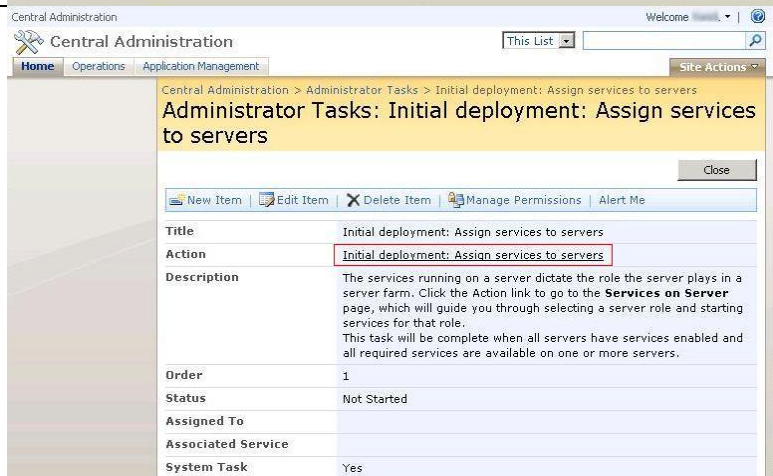 Central Administration
Welcome
Central Administration
This List
Home Operations Application Management
Site Actions
Central Administration > Administrator Tasks > Initial deployment: Assign services to servers
Administrator Tasks: Initial deployment: Assign services
to servers
Close
New Item | Edit Item | Delete Item | Manage Permissions | Alert Me
Title Initial deployment: Assign services to servers
Action Initial deployment: Assign services to servers
Description The services running on a server dictate the role the server plays in a
server farm. Click the Action link to go to the Services on Server
page, which will guide you through selecting a server role and starting
services for that role.
This task will be complete when all servers have services enabled and
all required services are available on one or more servers.
Order 1
Status Not Started
Assigned To
Associated Service
System Task Yes